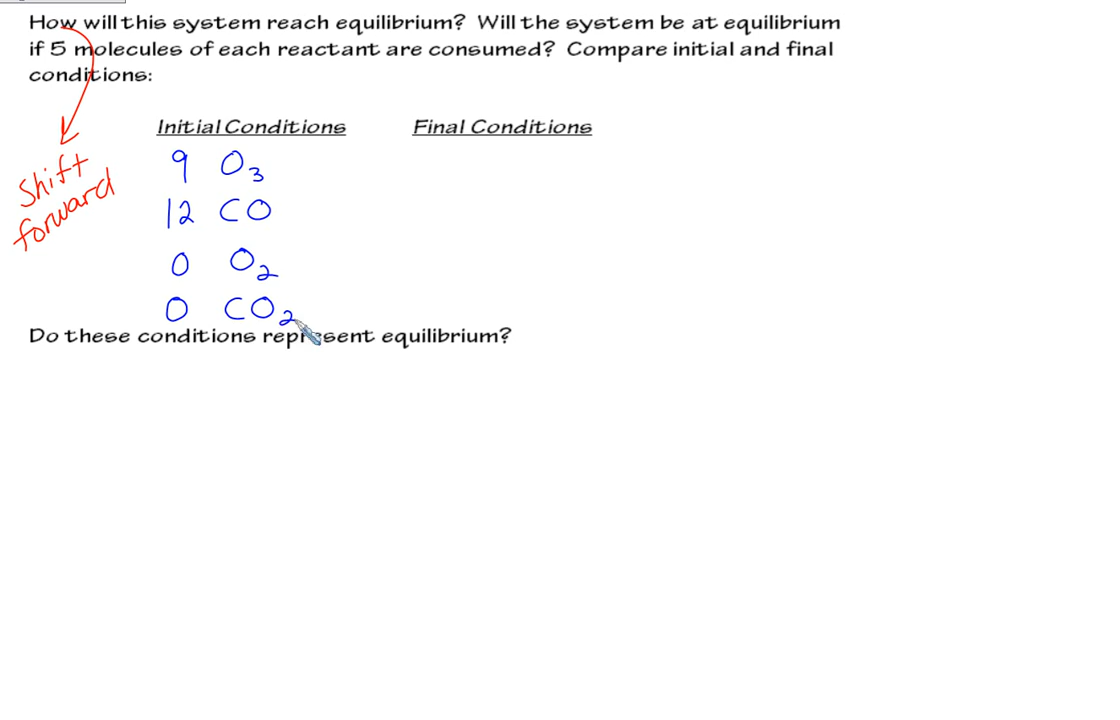 How will this system reach equilibrium? Will the system be at equilibrium
if 5 molecules of each reactant are consumed? Compare initial and final
conditions:
Initial Conditions Final Conditions
Shift
forward
9 O₃
12 CO
0 O₂
0 CO₂
Do these conditions represent equilibrium?